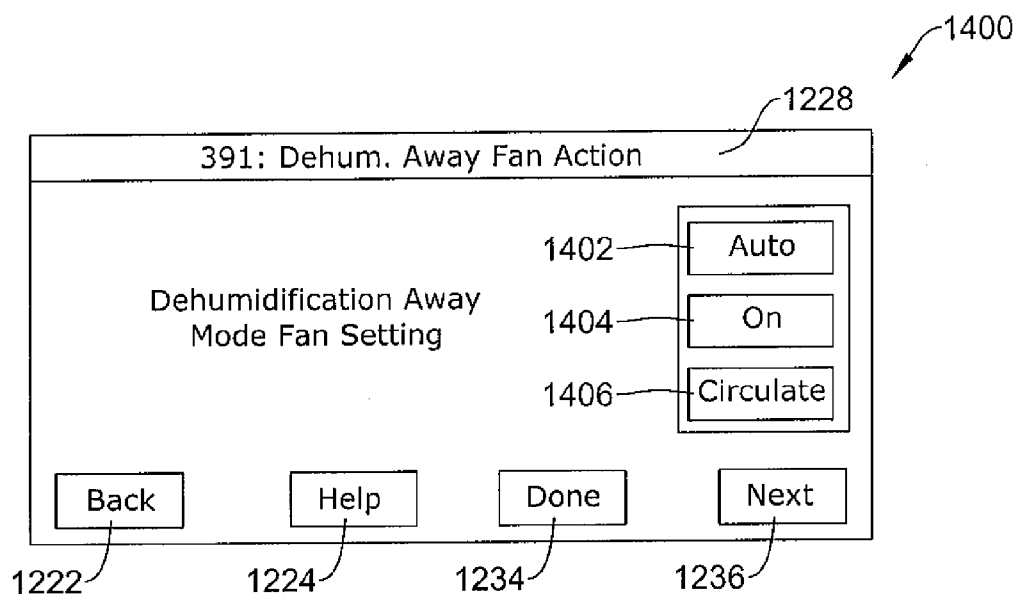 1400
1228
391: Dehum. Away Fan Action
1402
Auto
Dehumidification Away
Mode Fan Setting
1404
On
1406
Circulate
Back
Help
Done
Next
1222
1224
1234
1236